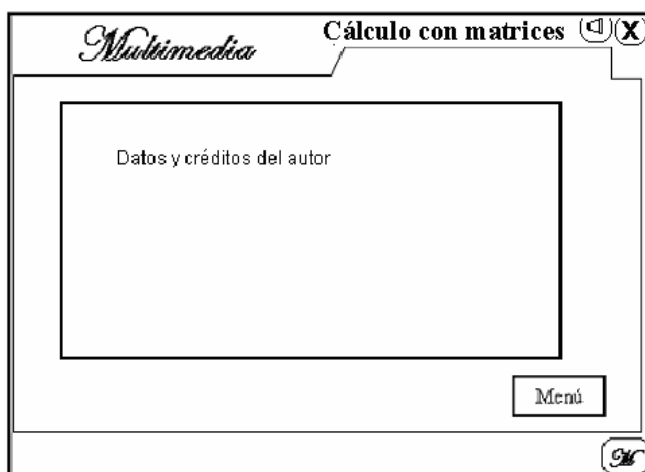 Multimedia
Cálculo con matrices X
Datos y créditos del autor
Menú
M